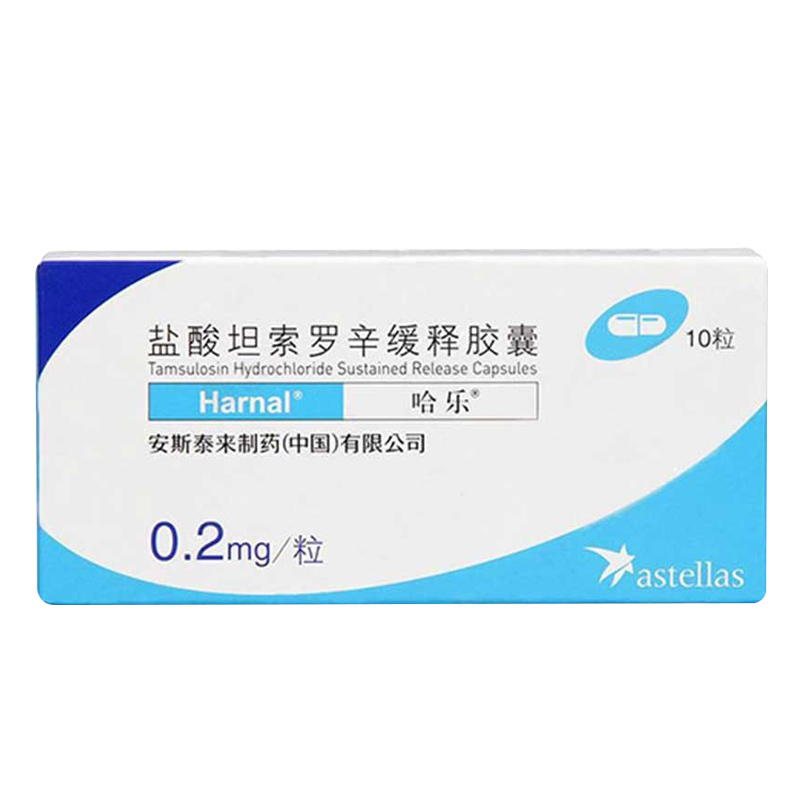 盐酸坦索罗辛缓释胶囊
Tamsulosin Hydrochloride Sustained Release Capsules
Harnal® 哈乐®
安斯泰来制药(中国)有限公司
0.2mg/粒
10粒
astellas